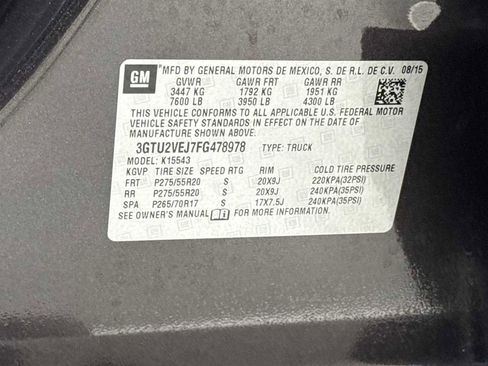 GM
MFD BY GENERAL MOTORS DE MEXICO, S. DE R.L. DE C.V. 08/15
GVWR GAWR FRT GAWR RR
3447 KG 1792 KG 1951 KG
7600 LB 3950 LB 4300 LB
THIS VEHICLE CONFORMS TO ALL APPLICABLE U.S. FEDERAL MOTOR
VEHICLE SAFETY STANDARDS IN EFFECT ON THE DATE OF
MANUFACTURE SHOWN ABOVE.
3GTU2VEJ7FG478978 TYPE: TRUCK
MODEL: K15543
KGVP TIRE SIZE SPEED RTG RIM COLD TIRE PRESSURE
FRT P275/55R20 S 20X9J 220KPA(32PSI)
RR P275/55R20 S 20X9J 240KPA(35PSI)
SPA P265/70R17 S 17X7.5J 240KPA(35PSI)
SEE OWNER'S MANUAL FOR MORE INFORMATION.